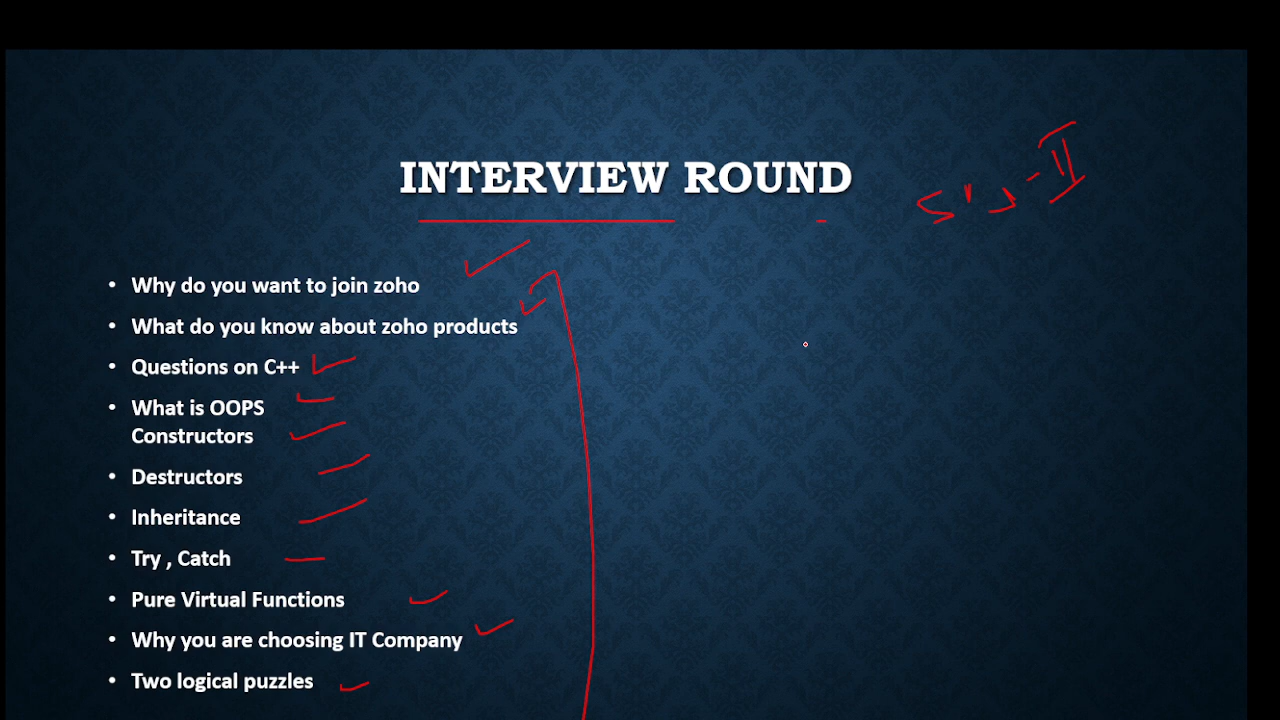 INTERVIEW ROUND
• Why do you want to join zoho
• What do you know about zoho products
• Questions on C++
• What is OOPS
Constructors
• Destructors
• Inheritance
• Try , Catch
• Pure Virtual Functions
• Why you are choosing IT Company
• Two logical puzzles